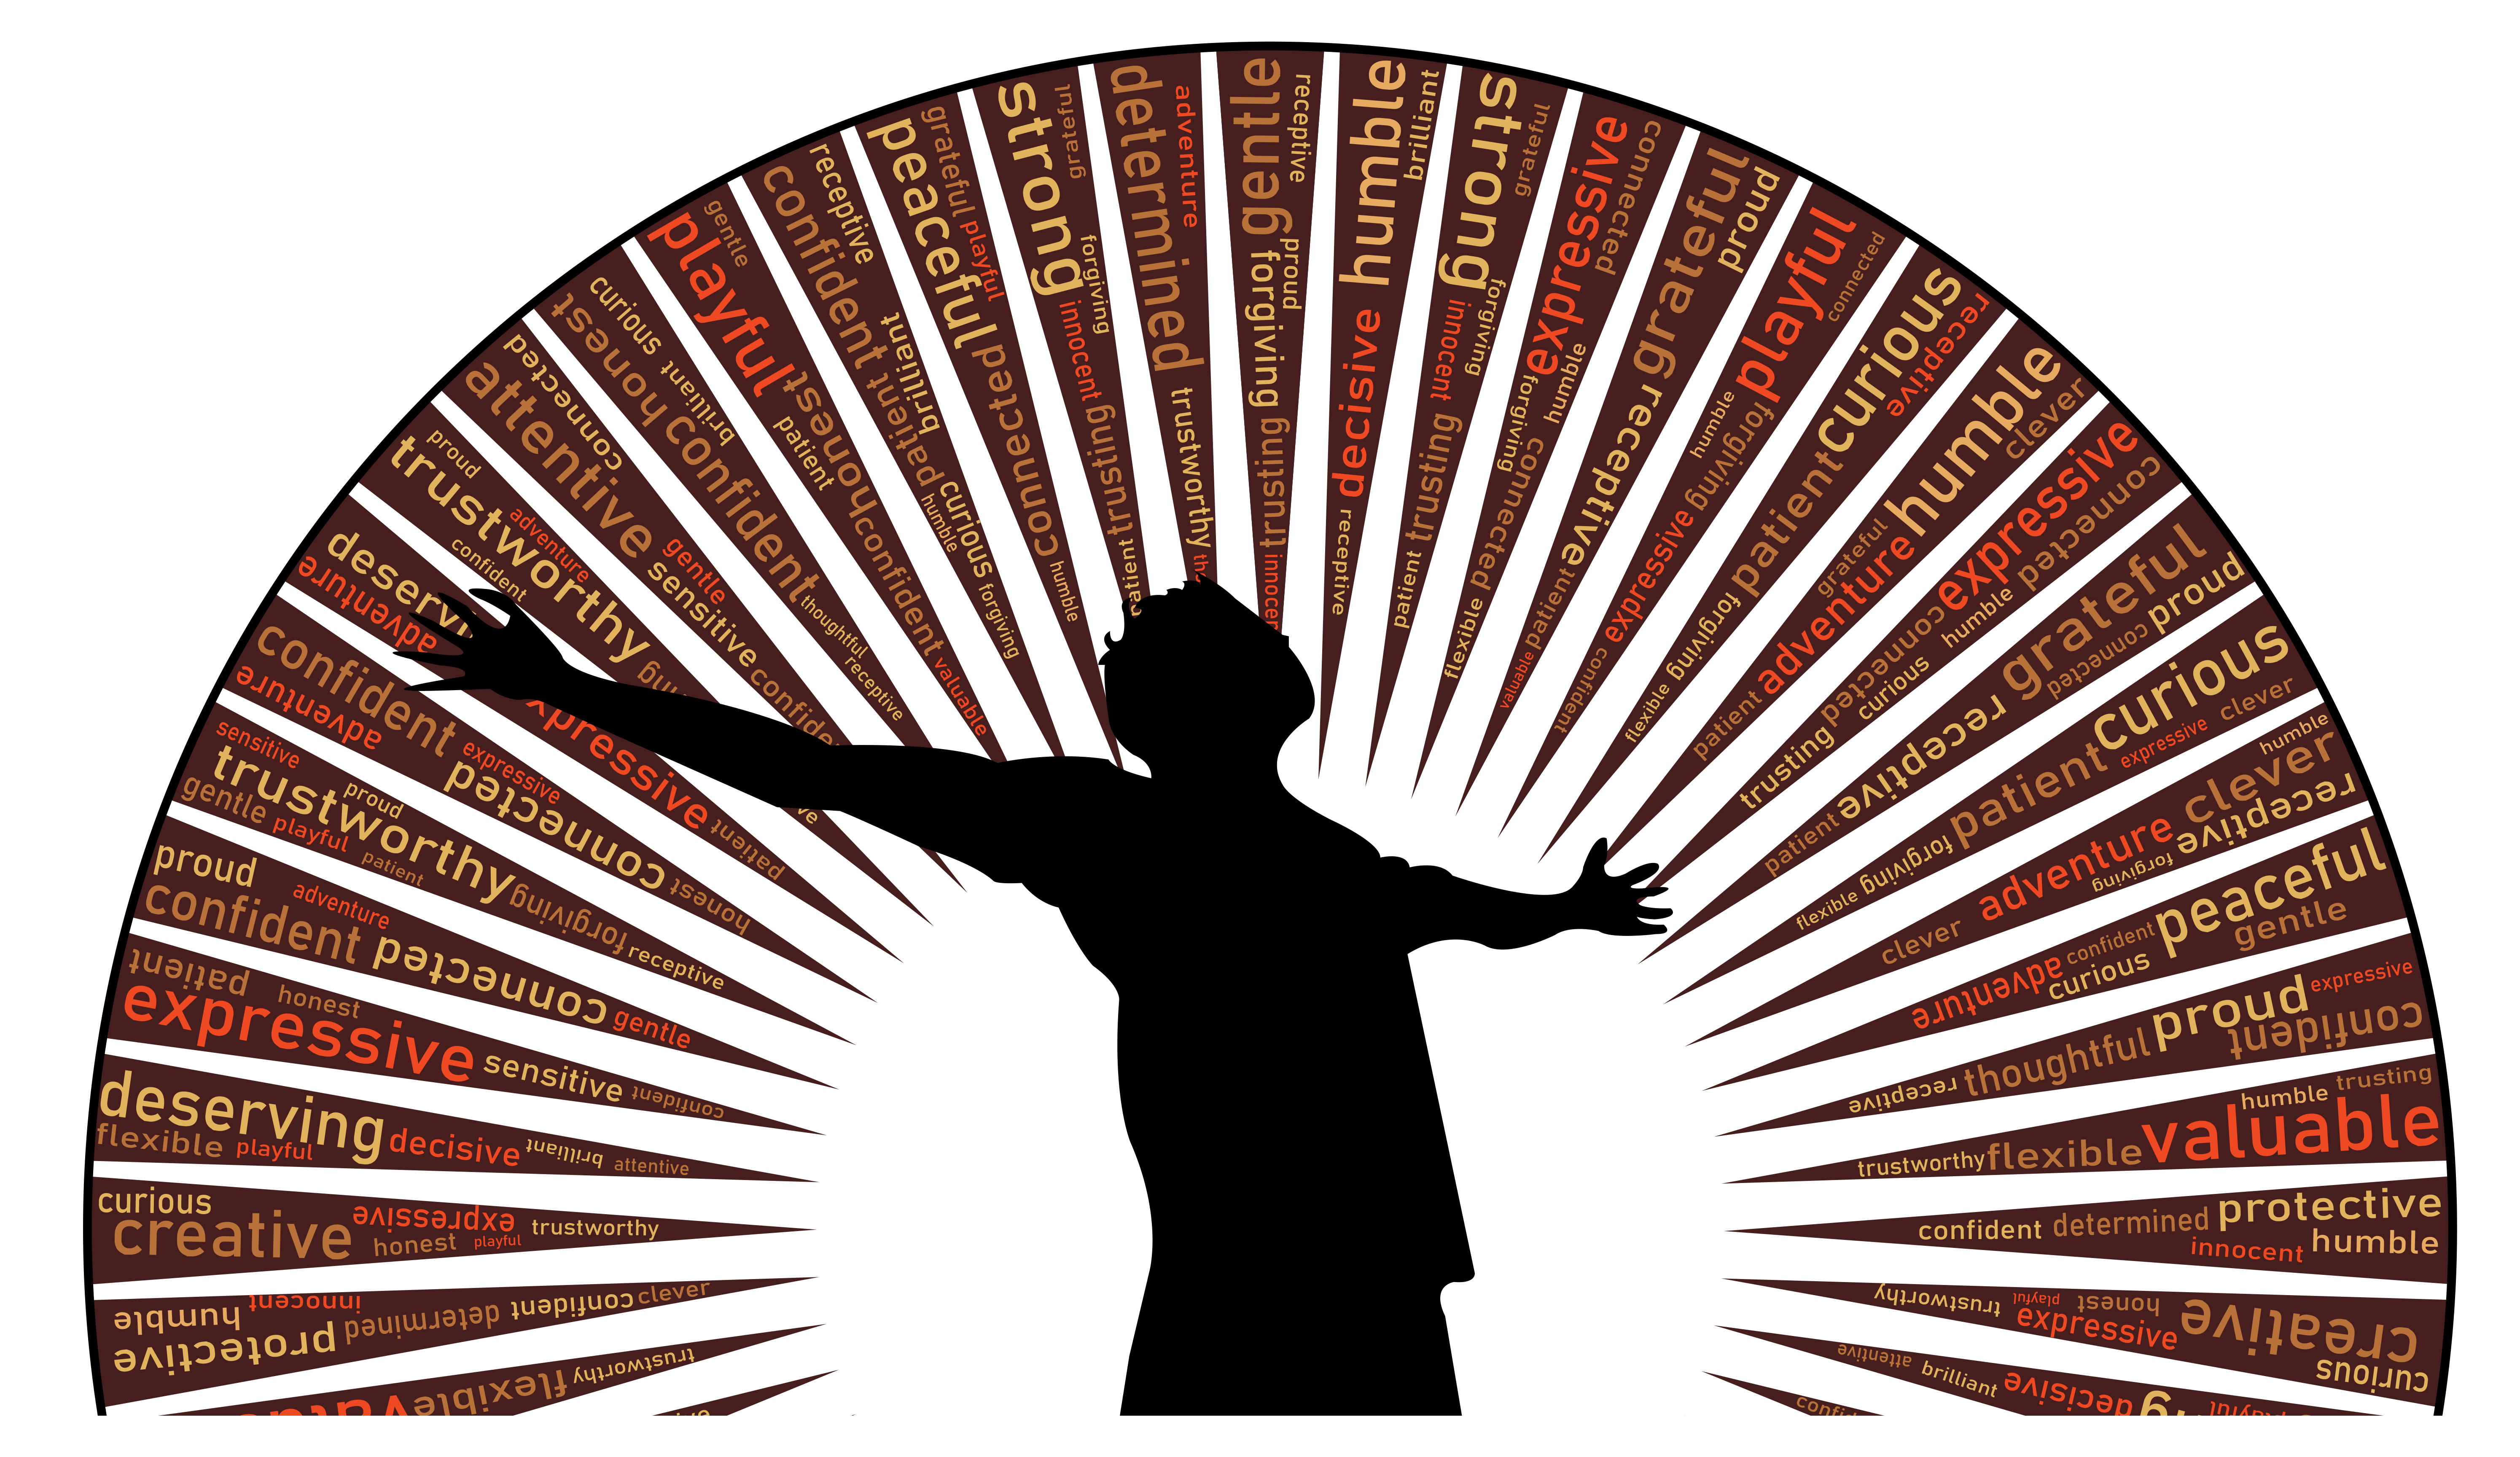 valuable flexible trustworthy
humble protective innocent determined confident clever
curious creative expressive honest playful trustworthy
deserving flexible playful decisive brilliant attentive
patient expressive honest sensitive confident
proud confident adventure connected gentle
sensitive trustworthy gentle proud playful patient forgiving receptive
confident adventure expressive connected honest
deserving adventure expressive patient
proud trustworthy adventure confident
attentive connected gentle sensitive
honest curious brilliant confident thoughtful receptive
playful gentle honest patient confident valuable
confident receptive brilliant patient curious humble forgiving
peaceful grateful playful connected humble
strong grateful forgiving innocent trusting patient
determined adventure trustworthy
gentle receptive proud forgiving trusting innocent
humble brilliant decisive receptive
strong grateful forgiving innocent trusting patient
expressive connected humble forgiving connected flexible
grateful proud receptive patient valuable
playful connected humble forgiving expressive confident
curious receptive patient forgiving flexible
humble clever grateful adventure patient
expressive connected humble connected curious trusting
grateful proud connected receptive patient
curious clever expressive patient forgiving flexible
humble clever receptive adventure forgiving clever
peaceful gentle confident curious adventure
expressive proud confident thoughtful receptive
trusting humble valuable flexible trustworthy
protective humble innocent determined confident
creative curious honest playful expressive trustworthy
playful decisive brilliant attentive